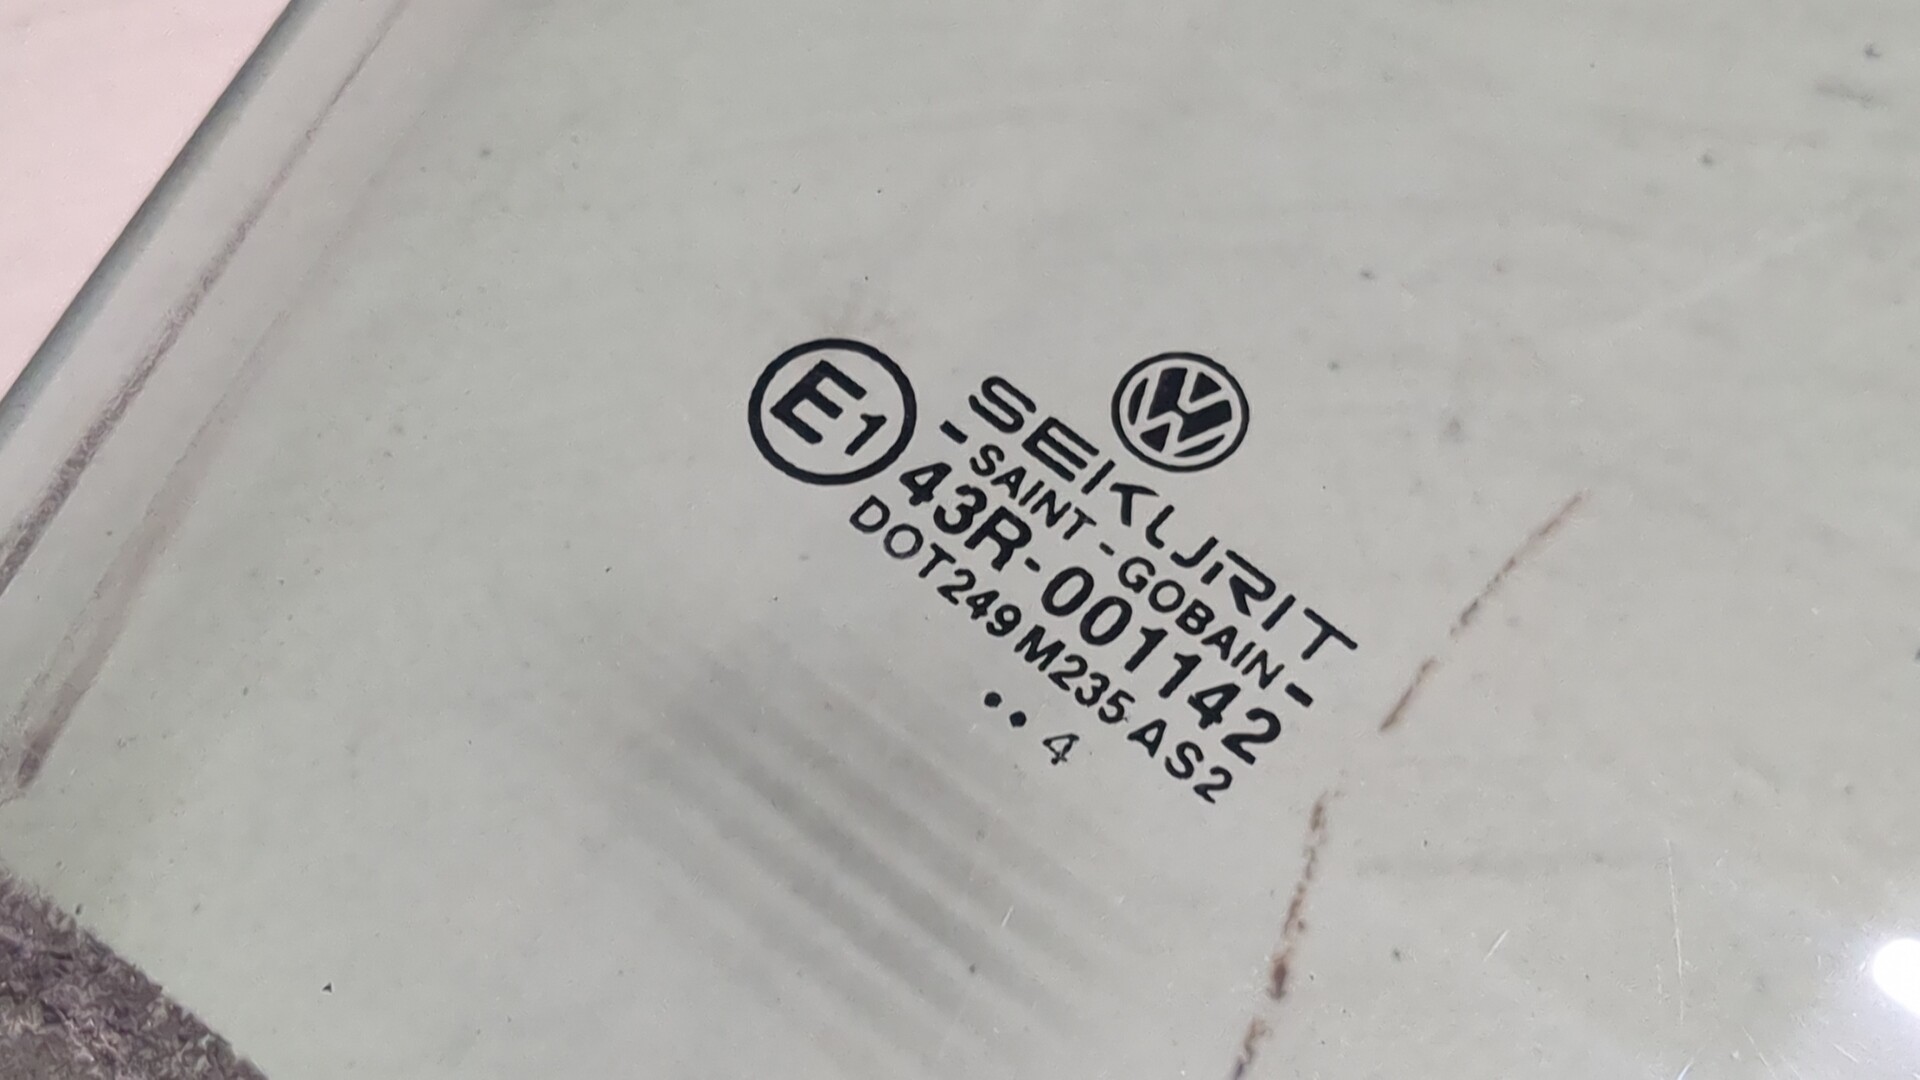 VW
E1
SEKURIT
-SAINT-GOBAIN-
43R-001142
DOT249 M235 AS2
..4